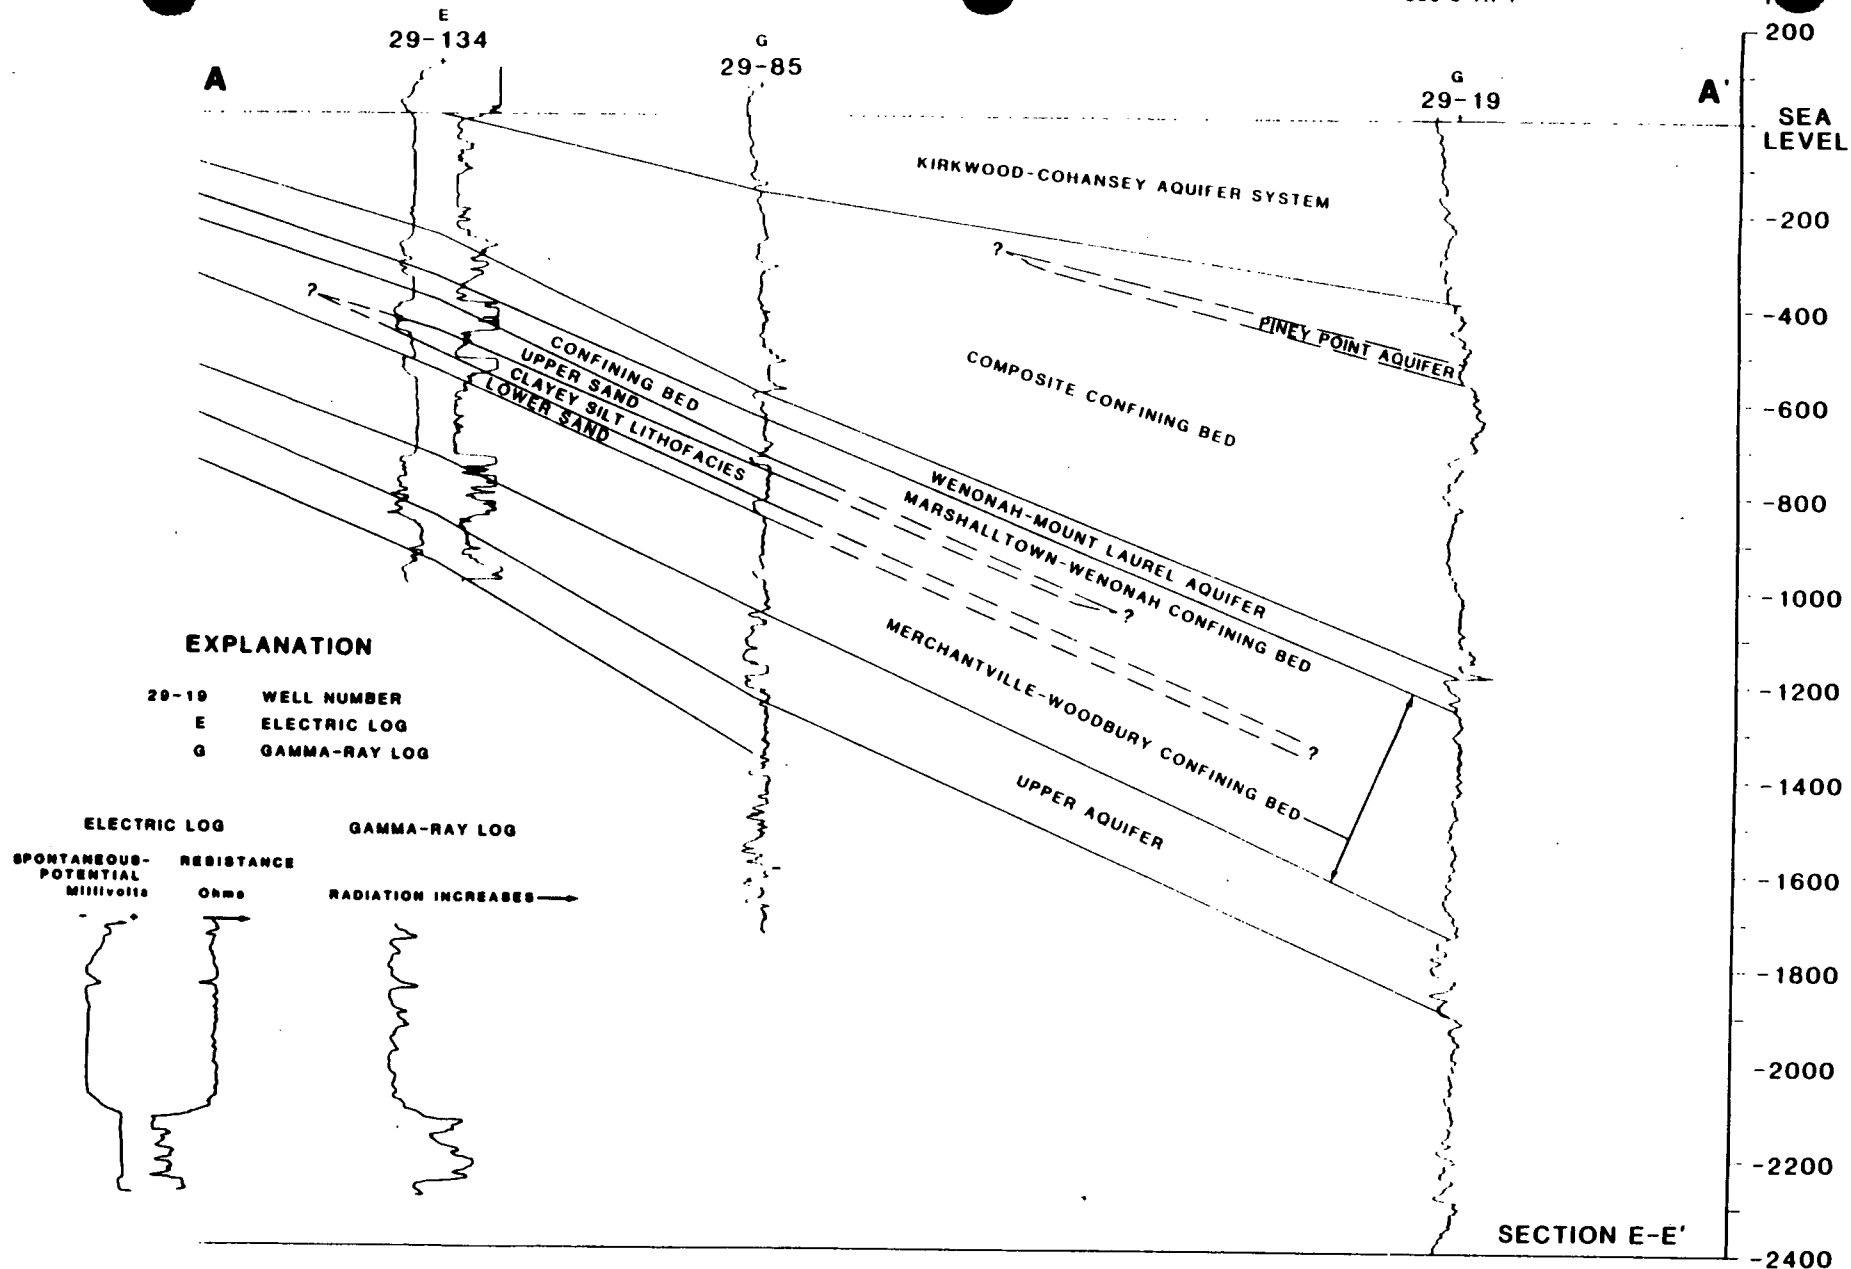 E
29-134
G
29-85
G
29-19
A
A'
200
SEA
LEVEL
-200
-400
-600
-800
-1000
-1200
-1400
-1600
-1800
-2000
-2200
-2400
KIRKWOOD-COHANSEY AQUIFER SYSTEM
?
PINEY POINT AQUIFER
COMPOSITE CONFINING BED
?
CONFINING BED
UPPER SAND
CLAYEY SILT LITHOFACIES
LOWER SAND
WENONAH-MOUNT LAUREL AQUIFER
MARSHALLTOWN-WENONAH CONFINING BED
?
MERCHANTVILLE-WOODBURY CONFINING BED
?
UPPER AQUIFER
EXPLANATION
29-19 WELL NUMBER
E ELECTRIC LOG
G GAMMA-RAY LOG
ELECTRIC LOG GAMMA-RAY LOG
SPONTANEOUS- RESISTANCE
POTENTIAL
Millivolts Ohms RADIATION INCREASES
- +
SECTION E-E'